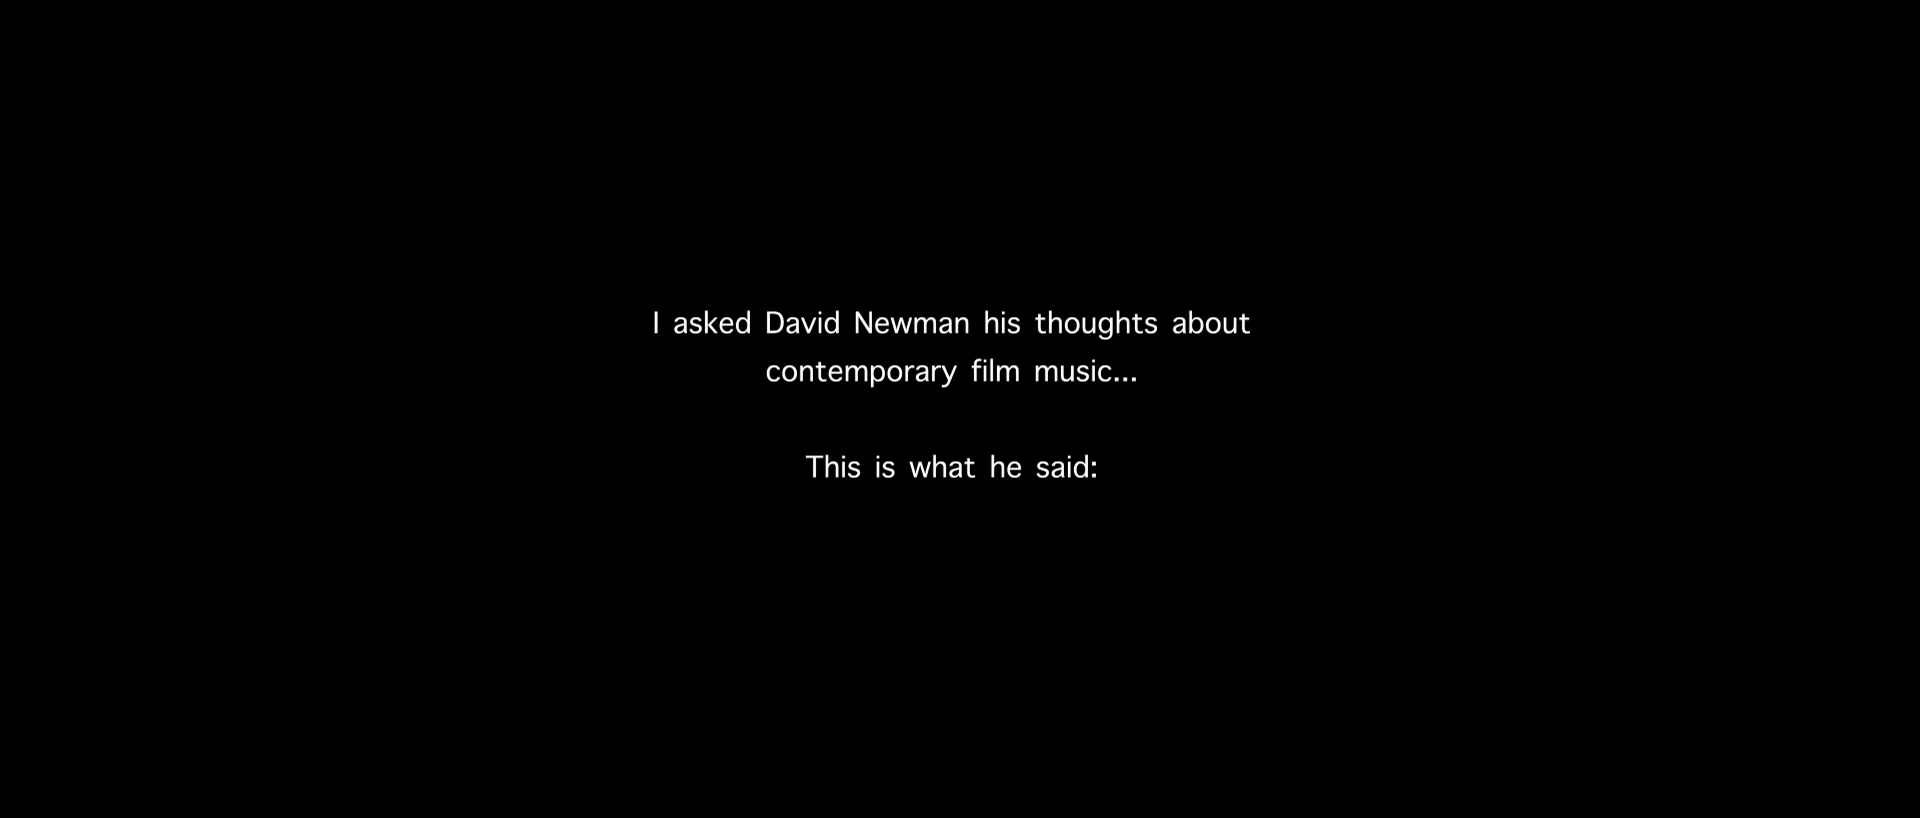 I asked David Newman his thoughts about
contemporary film music...
This is what he said: